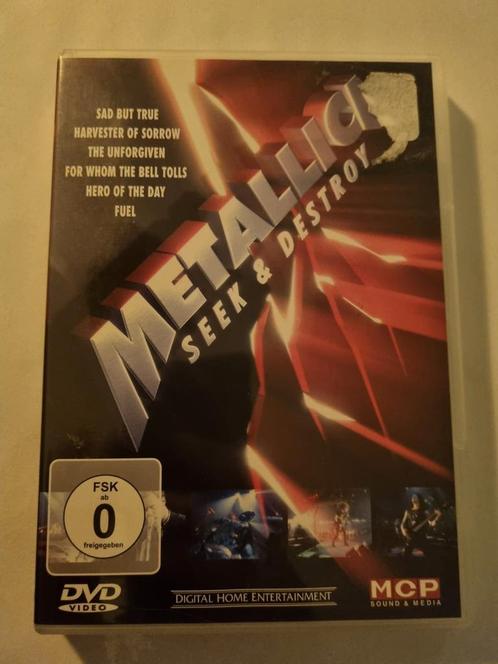 SAD BUT TRUE
HARVESTER OF SORROW
THE UNFORGIVEN
FOR WHOM THE BELL TOLLS
HERO OF THE DAY
FUEL
METALLIC
SEEK & DESTROY
FSK
ab
0
freigegeben
DVD
VIDEO
DIGITAL HOME ENTERTAINMENT
MCP
SOUND & MEDIA